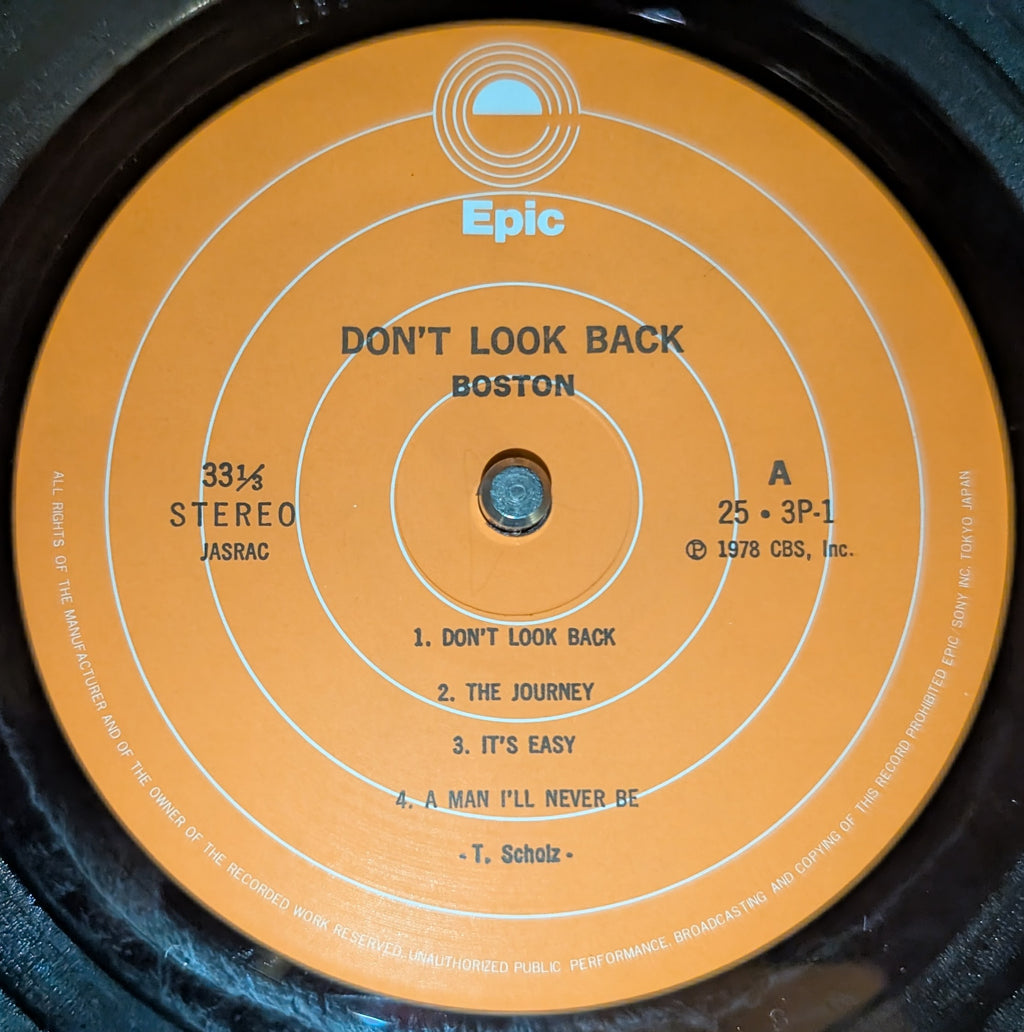 Epic
DON'T LOOK BACK
BOSTON
33⅓
STEREO
JASRAC
A
25 • 3P-1
Ⓟ 1978 CBS, Inc.
1. DON'T LOOK BACK
2. THE JOURNEY
3. IT'S EASY
4. A MAN I'LL NEVER BE
- T. Scholz -
ALL RIGHTS OF THE MANUFACTURER AND OF THE OWNER OF THE RECORDED WORK RESERVED. UNAUTHORIZED PUBLIC PERFORMANCE, BROADCASTING AND COPYING OF THIS RECORD PROHIBITED EPIC / SONY INC. TOKYO JAPAN